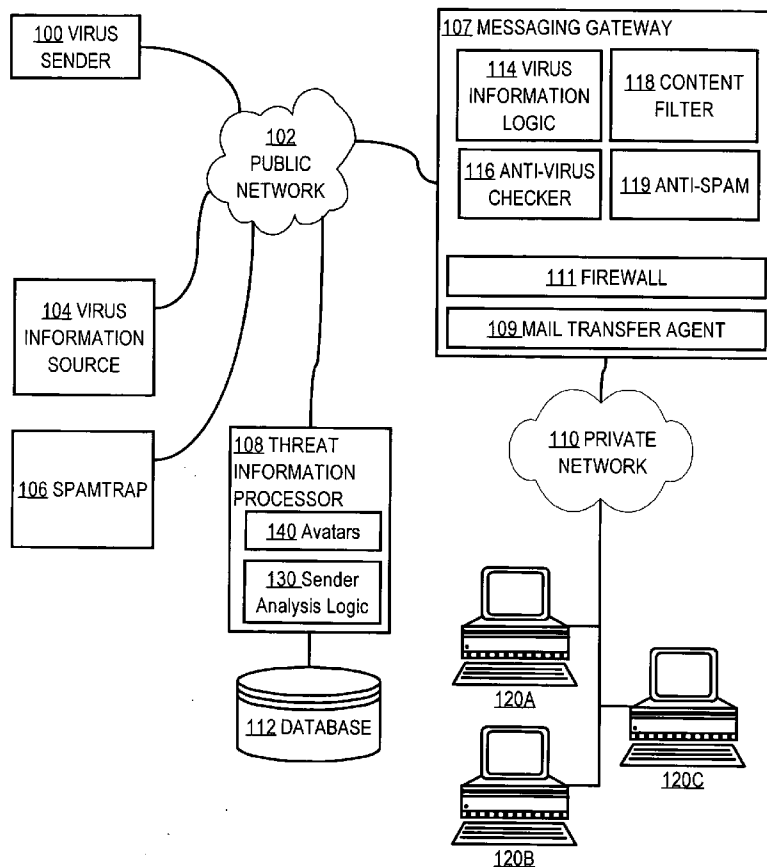 100 VIRUS
SENDER
102
PUBLIC
NETWORK
104 VIRUS
INFORMATION
SOURCE
106 SPAMTRAP
108 THREAT
INFORMATION
PROCESSOR
140 Avatars
130 Sender
Analysis Logic
112 DATABASE
107 MESSAGING GATEWAY
114 VIRUS
INFORMATION
LOGIC
118 CONTENT
FILTER
116 ANTI-VIRUS
CHECKER
119 ANTI-SPAM
111 FIREWALL
109 MAIL TRANSFER AGENT
110 PRIVATE
NETWORK
120A
120C
120B